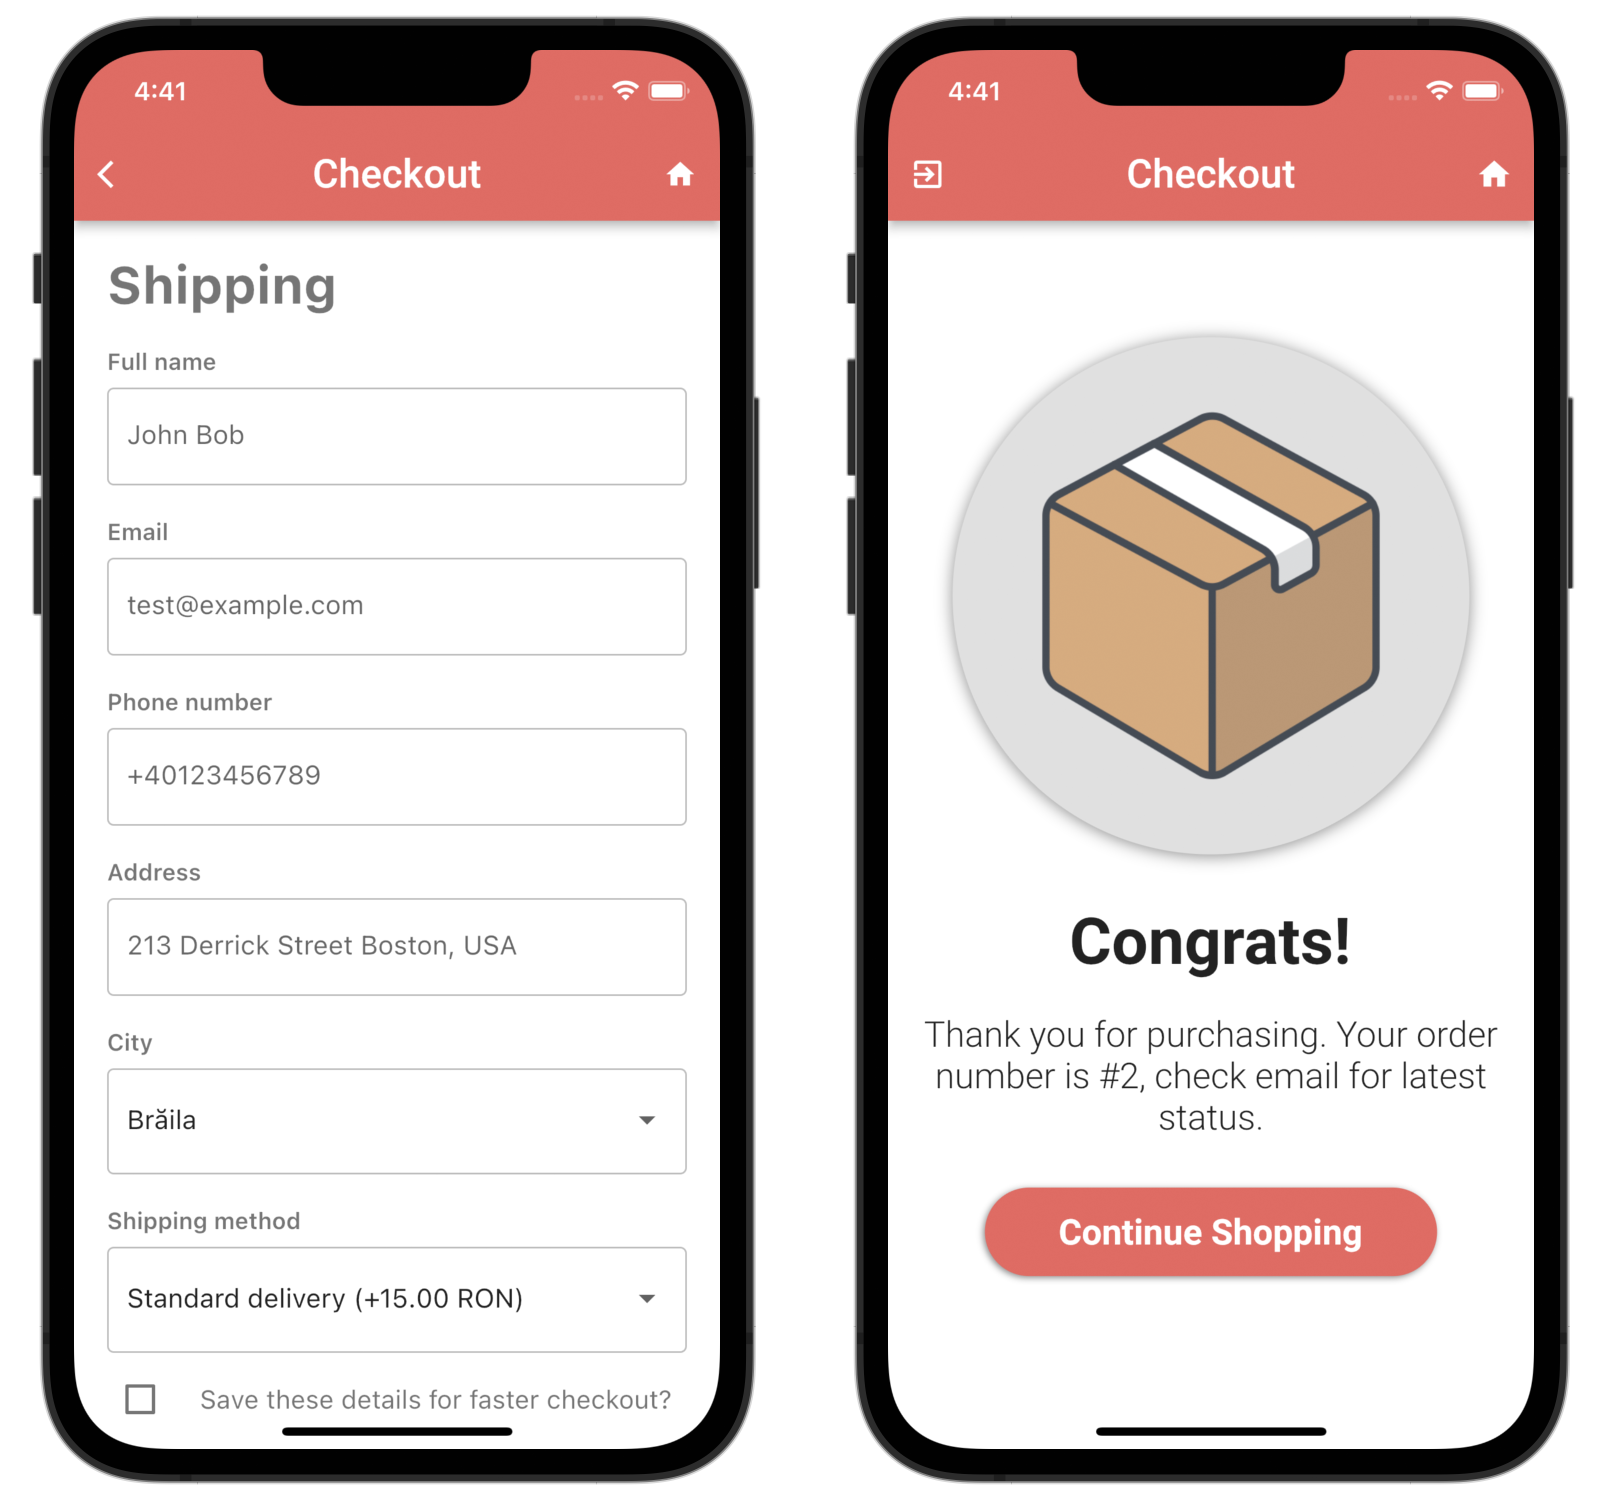 4:41
Checkout
Shipping
Full name
John Bob
Email
test@example.com
Phone number
+40123456789
Address
213 Derrick Street Boston, USA
City
Brăila
Shipping method
Standard delivery (+15.00 RON)
Save these details for faster checkout?
4:41
Checkout
Congrats!
Thank you for purchasing. Your order
number is #2, check email for latest
status.
Continue Shopping